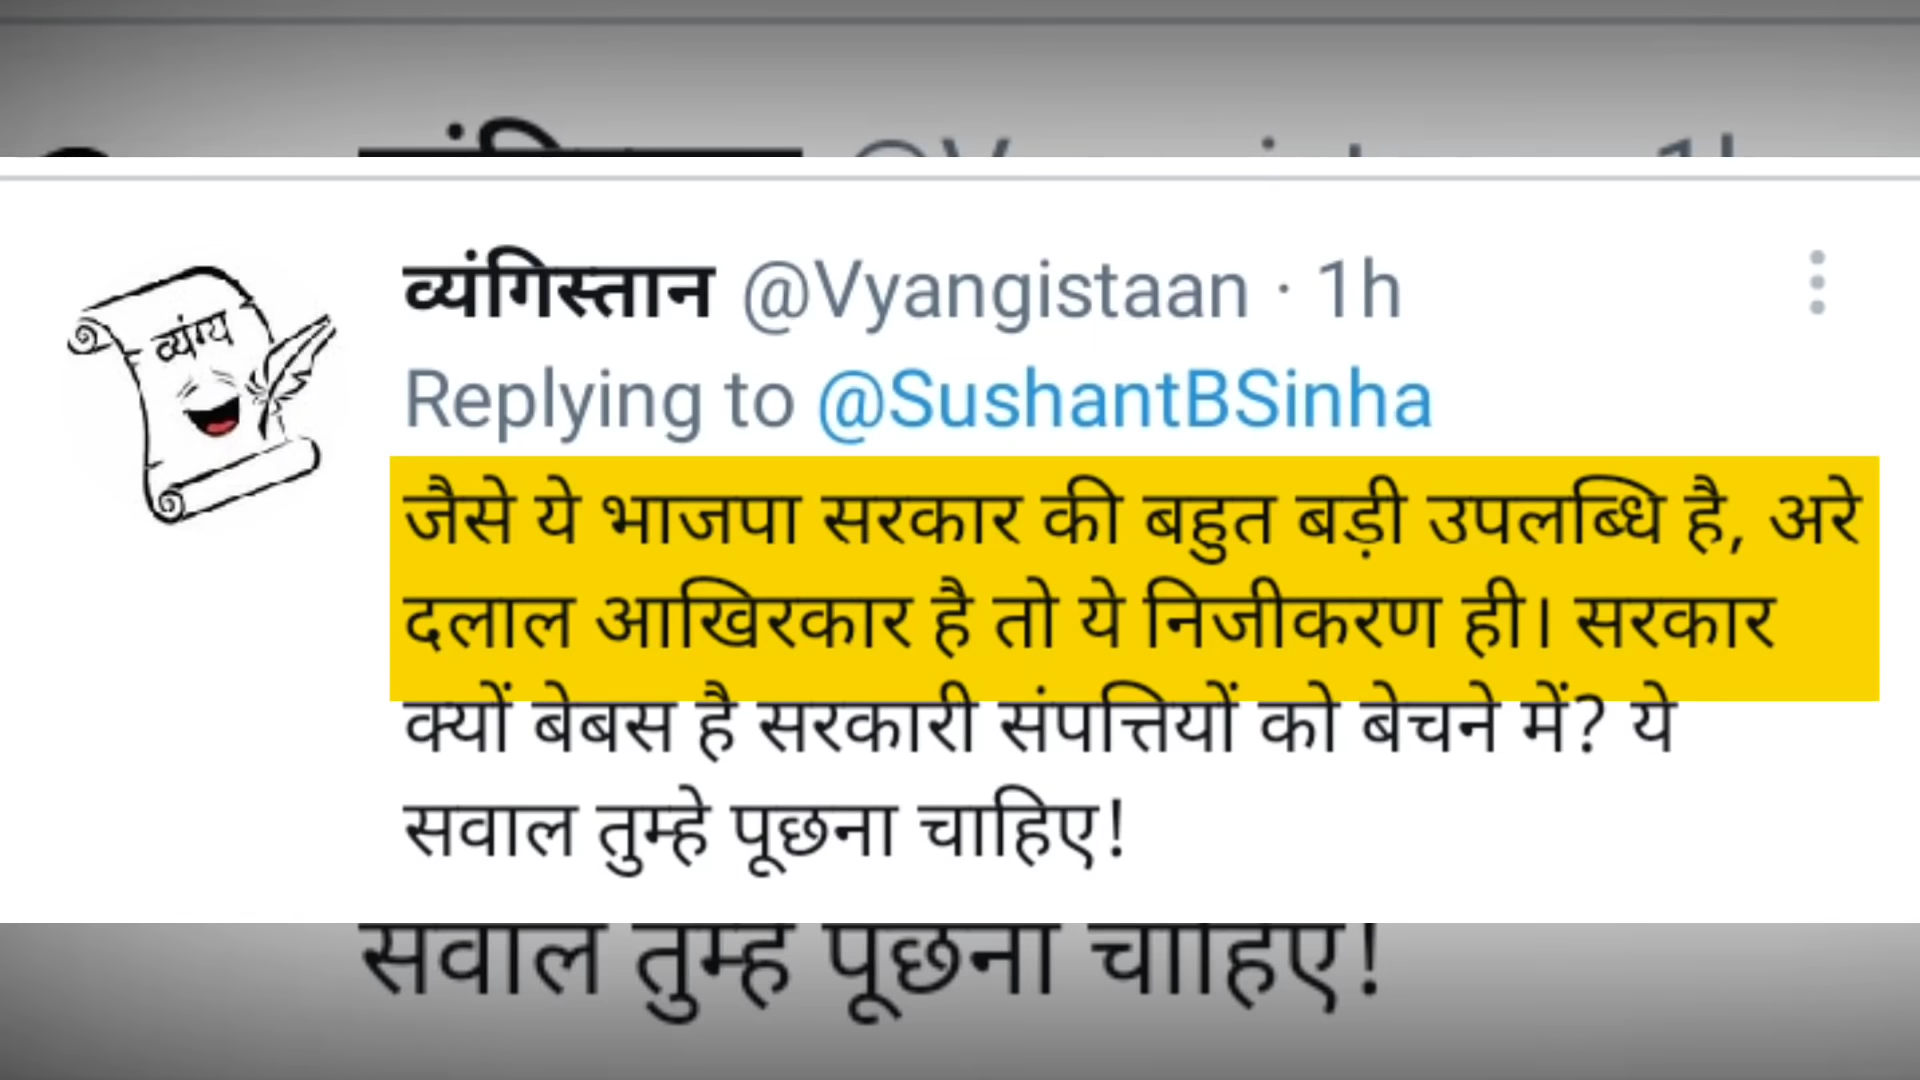 व्यंग्य
व्यंगिस्तान @Vyangistaan · 1h
Replying to @SushantBSinha
जैसे ये भाजपा सरकार की बहुत बड़ी उपलब्धि है, अरे
दलाल आखिरकार है तो ये निजीकरण ही। सरकार
क्यों बेबस है सरकारी संपत्तियों को बेचने में? ये
सवाल तुम्हे पूछना चाहिए!
सवाल तुम्हे पूछना चाहिए!